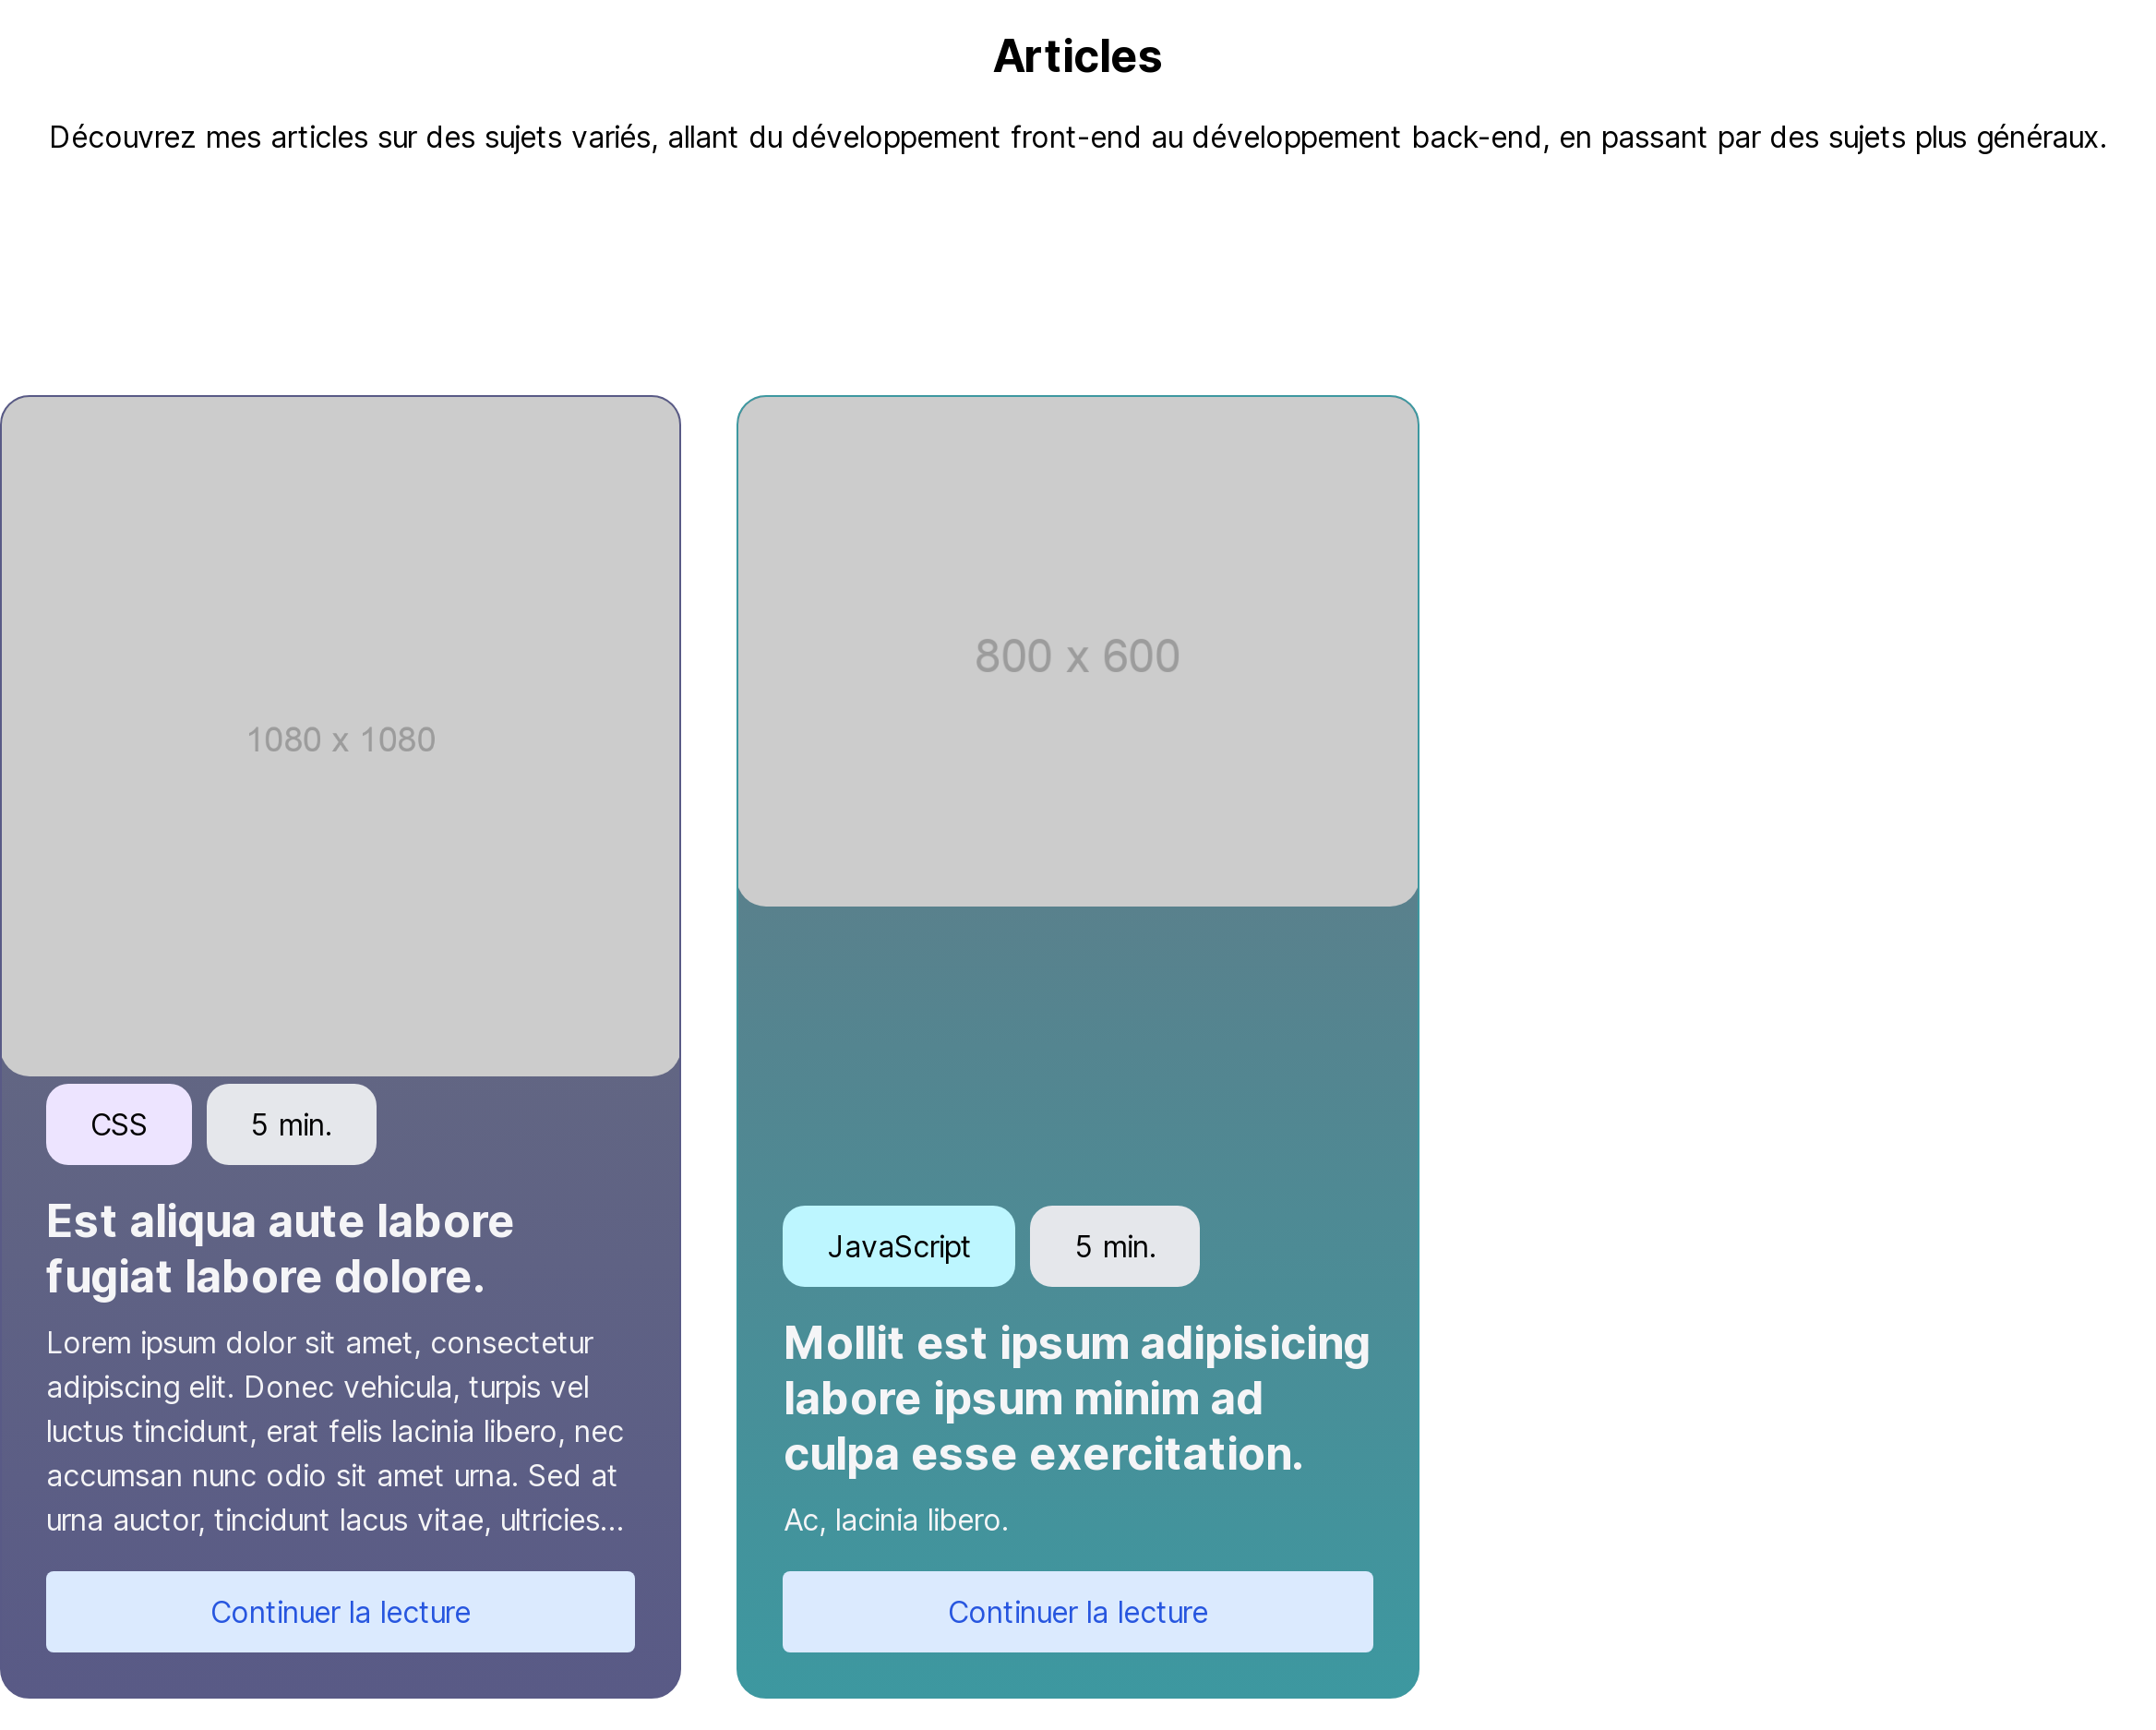 Articles
Découvrez mes articles sur des sujets variés, allant du développement front-end au développement back-end, en passant par des sujets plus généraux.
1080 x 1080
CSS
5 min.
Est aliqua aute labore
fugiat labore dolore.
Lorem ipsum dolor sit amet, consectetur
adipiscing elit. Donec vehicula, turpis vel
luctus tincidunt, erat felis lacinia libero, nec
accumsan nunc odio sit amet urna. Sed at
urna auctor, tincidunt lacus vitae, ultricies...
Continuer la lecture
800 x 600
JavaScript
5 min.
Mollit est ipsum adipisicing
labore ipsum minim ad
culpa esse exercitation.
Ac, lacinia libero.
Continuer la lecture